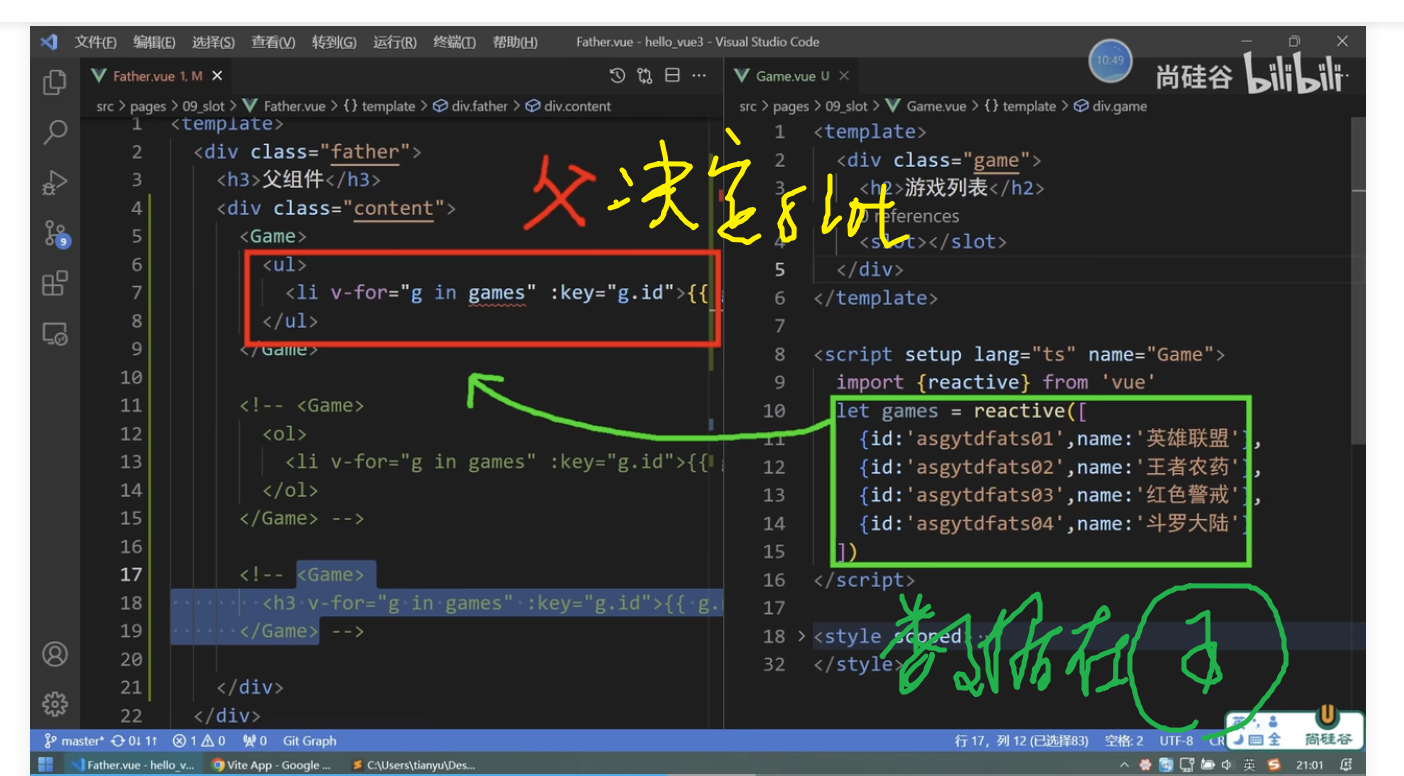 文件(F) 编辑(E) 选择(S) 查看(V) 转到(G) 运行(R) 终端(T) 帮助(H) Father.vue - hello_vue3 - Visual Studio Code
10:49
尚硅谷 bilibili
Father.vue 1, M
src > pages > 09_slot > Father.vue > {} template > div.father > div.content
1 <template>
2 <div class="father">
3 <h3>父组件</h3>
4 <div class="content">
5 <Game>
6 <ul>
7 <li v-for="g in games" :key="g.id">{{
8 </ul>
9 </Game>
10
11 <!-- <Game>
12 <ol>
13 <li v-for="g in games" :key="g.id">{{
14 </ol>
15 </Game> -->
16
17 <!-- <Game>
18 <h3 v-for="g in games" :key="g.id">{{ g.
19 </Game> -->
20
21 </div>
22 </div>
父决定slot
Game.vue U
src > pages > 09_slot > Game.vue > {} template > div.game
1 <template>
2 <div class="game">
3 <h2>游戏列表</h2>
0 references
4 <slot></slot>
5 </div>
6 </template>
7
8 <script setup lang="ts" name="Game">
9 import {reactive} from 'vue'
10 let games = reactive([
11 {id:'asgytdfats01',name:'英雄联盟'},
12 {id:'asgytdfats02',name:'王者农药'},
13 {id:'asgytdfats03',name:'红色警戒'},
14 {id:'asgytdfats04',name:'斗罗大陆'}
15 ])
16 </script>
17
18 <style scoped
32 </style>
数据在子
9
master* 0↓ 1↑ 1 0 0 Git Graph
行 17，列 12 (已选择83) 空格: 2 UTF-8 CR
英 全 尚硅谷
Father.vue - hello_v... Vite App - Google ... C:\Users\tianyu\Des...
英 21:01